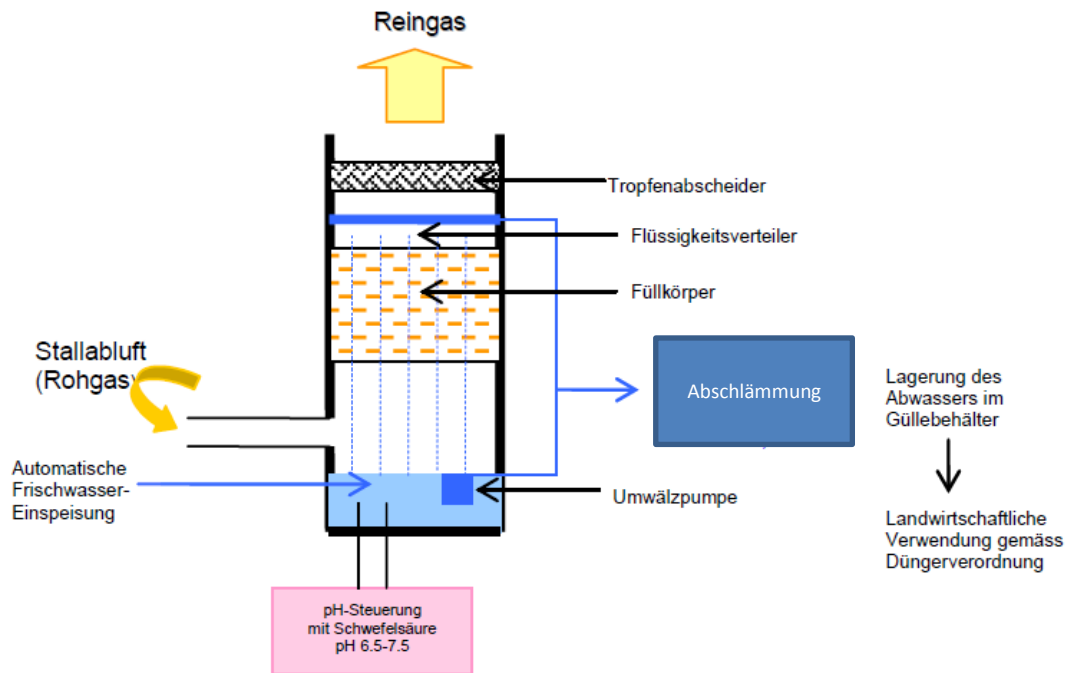 Reingas
Tropfenabscheider
Flüssigkeitsverteiler
Füllkörper
Stallabluft
(Rohgas)
Abschlämmung
Lagerung des
Abwassers im
Güllebehälter
Automatische
Frischwasser-
Einspeisung
Umwälzpumpe
Landwirtschaftliche
Verwendung gemäss
Düngerverordnung
pH-Steuerung
mit Schwefelsäure
pH 6.5-7.5